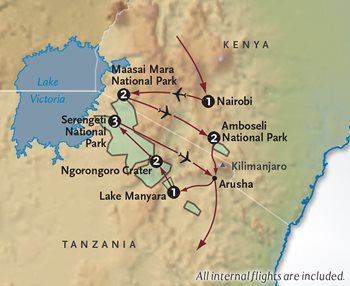 KENYA
Lake
Victoria
Maasai Mara
National Park
2
1
Nairobi
Serengeti
National
Park
3
2
Amboseli
National Park
Ngorongoro Crater
2
Kilimanjaro
Arusha
Lake Manyara
1
TANZANIA
All internal flights are included.